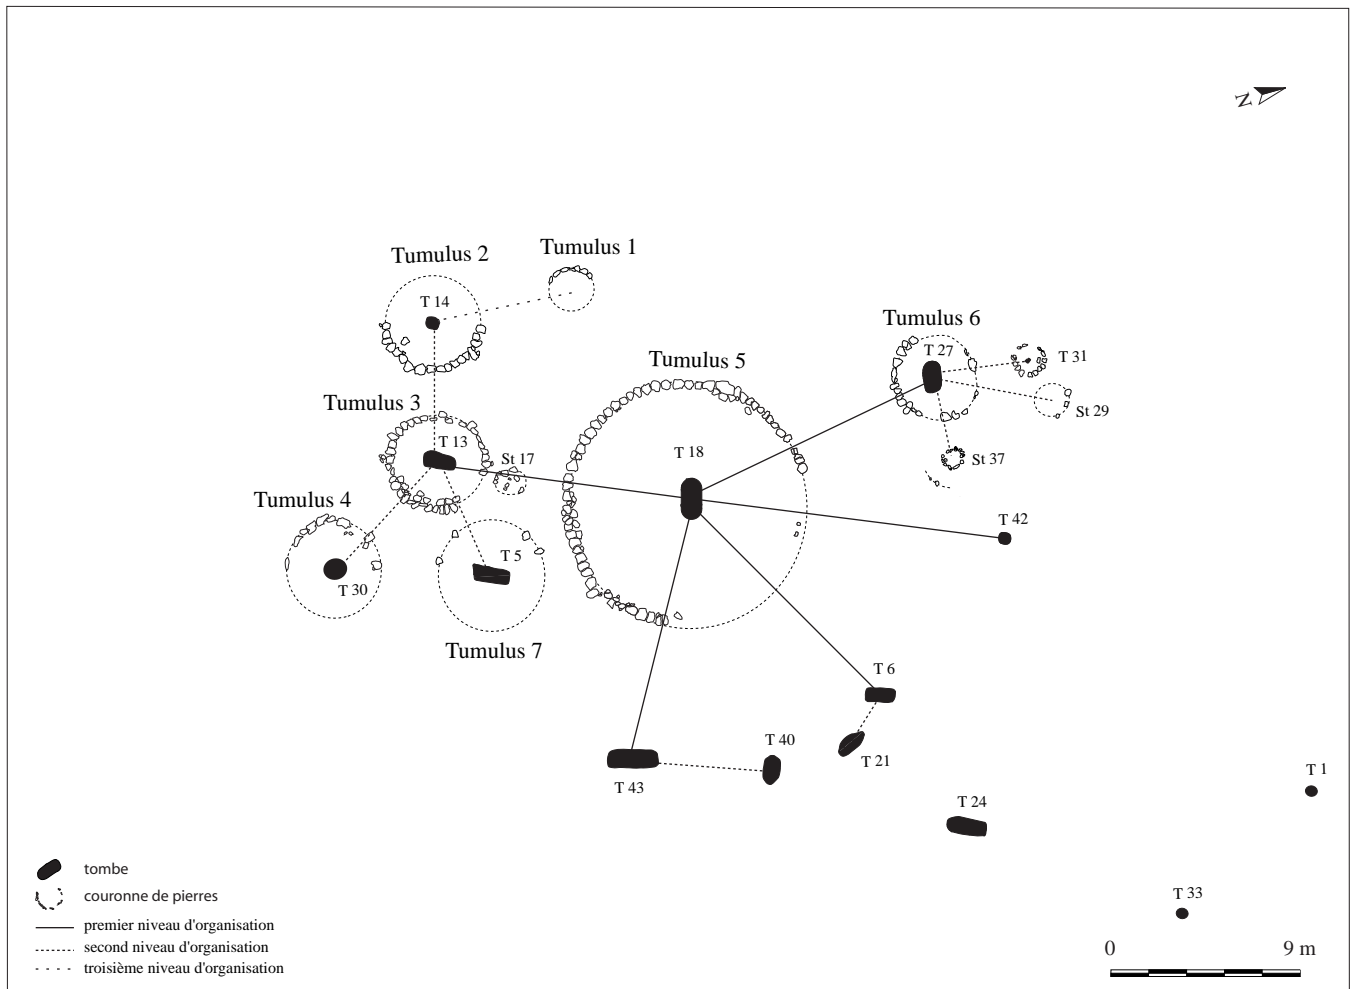 N
Tumulus 2
Tumulus 1
T 14
Tumulus 6
T 27
T 31
Tumulus 5
Tumulus 3
St 29
T 13
St 17
T 18
St 37
Tumulus 4
T 42
T 5
T 30
Tumulus 7
T 6
T 40
T 21
T 43
T 1
T 24
tombe
couronne de pierres
T 33
premier niveau d'organisation
second niveau d'organisation
0 9 m
troisième niveau d'organisation